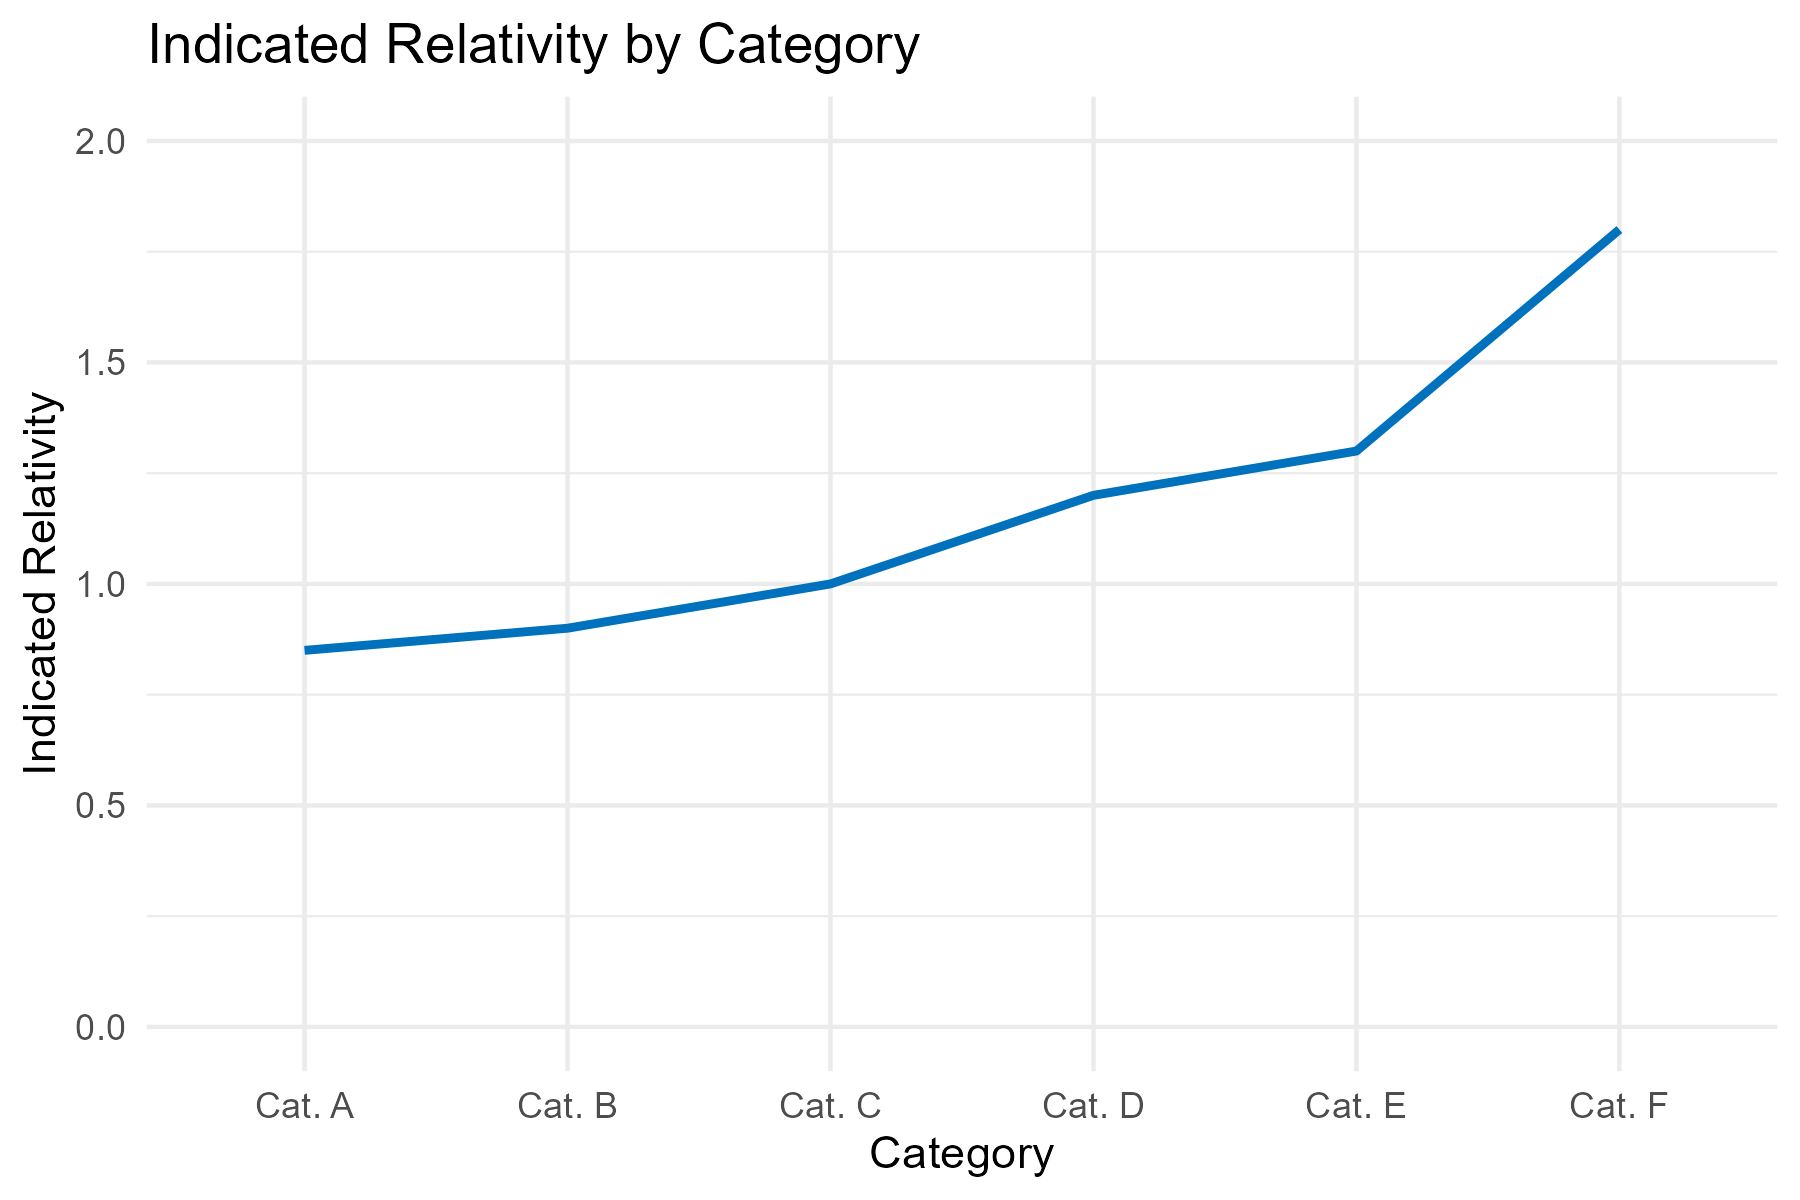 Indicated Relativity by Category
Indicated Relativity
2.0
1.5
1.0
0.5
0.0
Cat. A Cat. B Cat. C Cat. D Cat. E Cat. F
Category